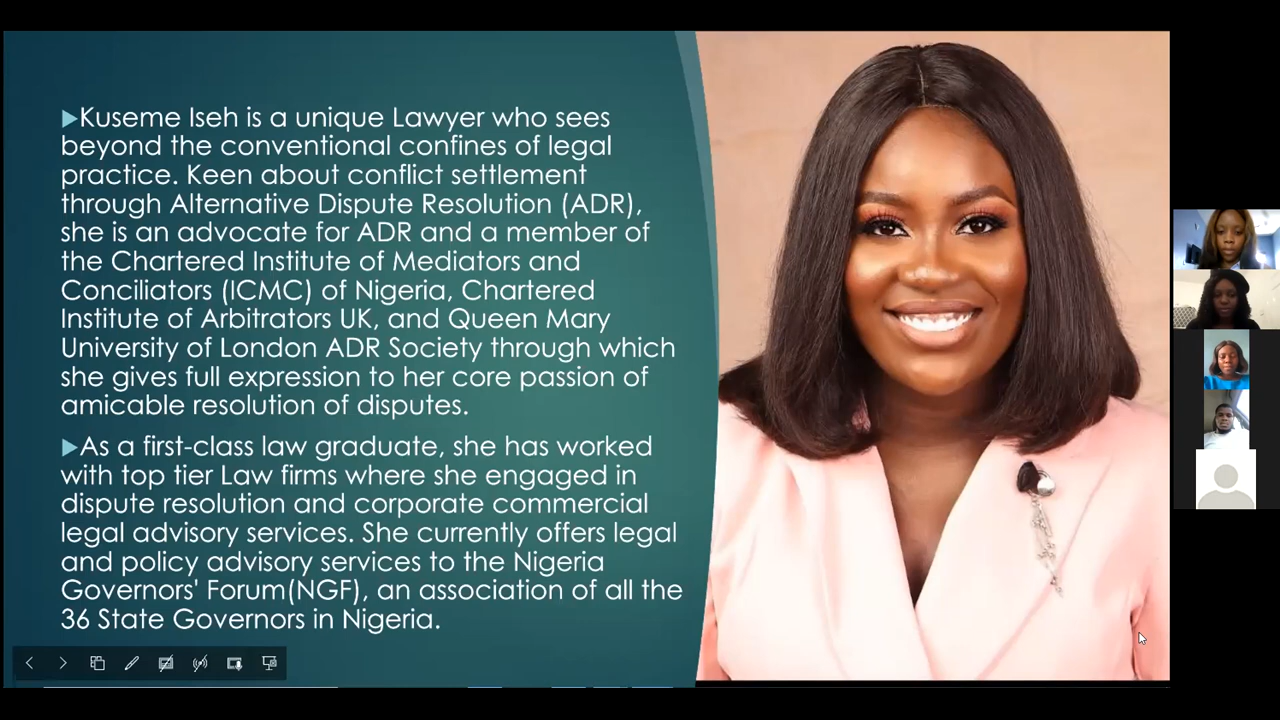 ▶Kuseme Iseh is a unique Lawyer who sees
beyond the conventional confines of legal
practice. Keen about conflict settlement
through Alternative Dispute Resolution (ADR),
she is an advocate for ADR and a member of
the Chartered Institute of Mediators and
Conciliators (ICMC) of Nigeria, Chartered
Institute of Arbitrators UK, and Queen Mary
University of London ADR Society through which
she gives full expression to her core passion of
amicable resolution of disputes.
▶As a first-class law graduate, she has worked
with top tier Law firms where she engaged in
dispute resolution and corporate commercial
legal advisory services. She currently offers legal
and policy advisory services to the Nigeria
Governors' Forum(NGF), an association of all the
36 State Governors in Nigeria.